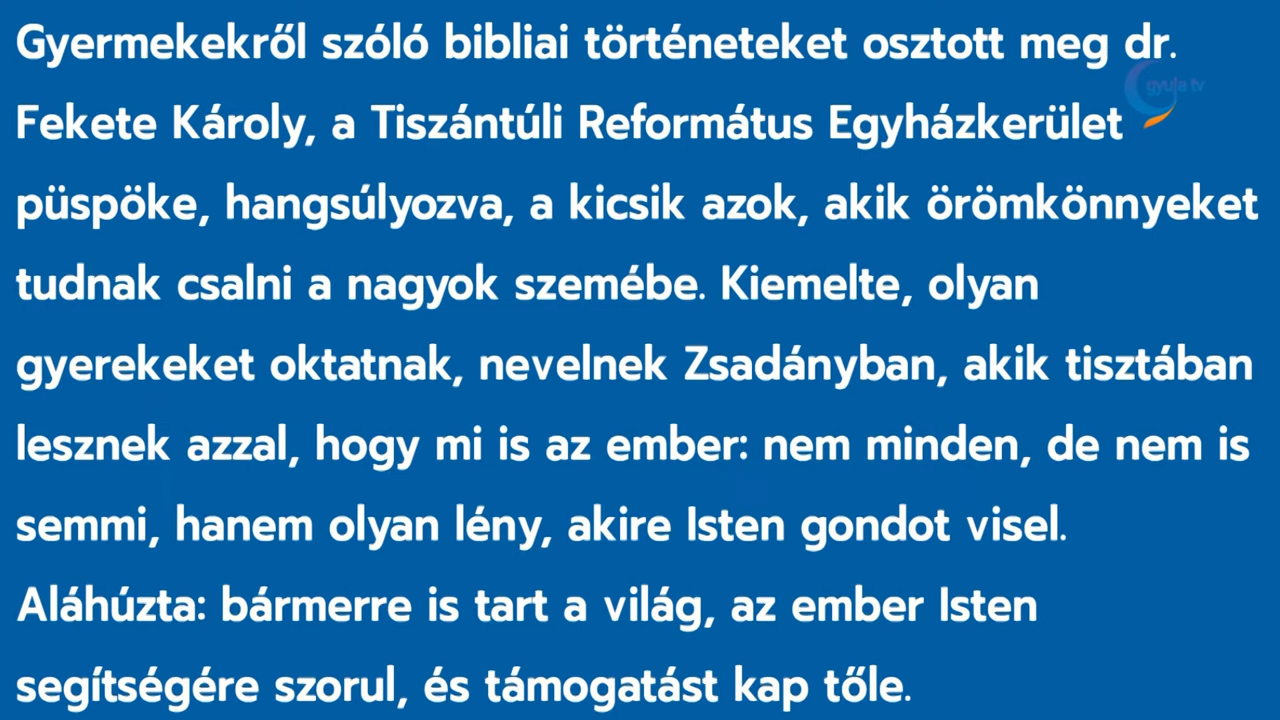 Gyermekekről szóló bibliai történeteket osztott meg dr.
gyula tv
Fekete Károly, a Tiszántúli Református Egyházkerület
püspöke, hangsúlyozva, a kicsik azok, akik örömkönnyeket
tudnak csalni a nagyok szemébe. Kiemelte, olyan
gyerekeket oktatnak, nevelnek Zsadányban, akik tisztában
lesznek azzal, hogy mi is az ember: nem minden, de nem is
semmi, hanem olyan lény, akire Isten gondot visel.
Aláhúzta: bármerre is tart a világ, az ember Isten
segítségére szorul, és támogatást kap tőle.